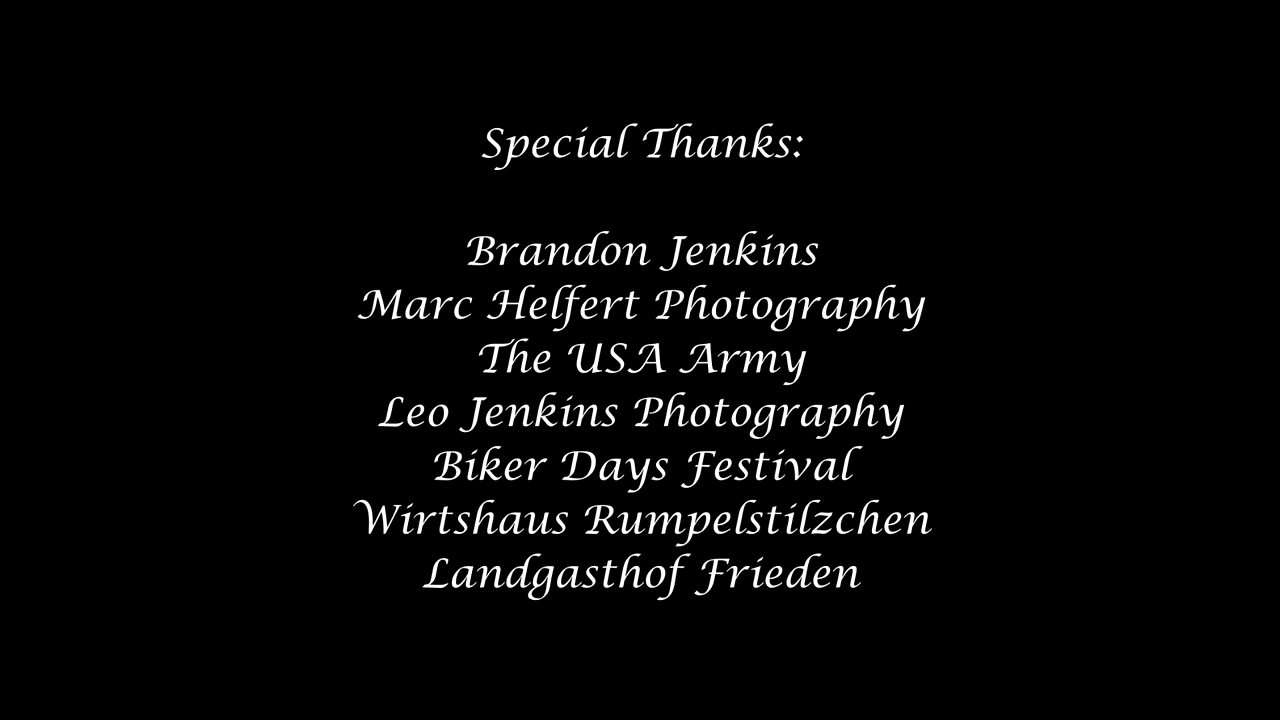 Special Thanks:
Brandon Jenkins
Marc Helfert Photography
The USA Army
Leo Jenkins Photography
Biker Days Festival
Wirtshaus Rumpelstilzchen
Landgasthof Frieden